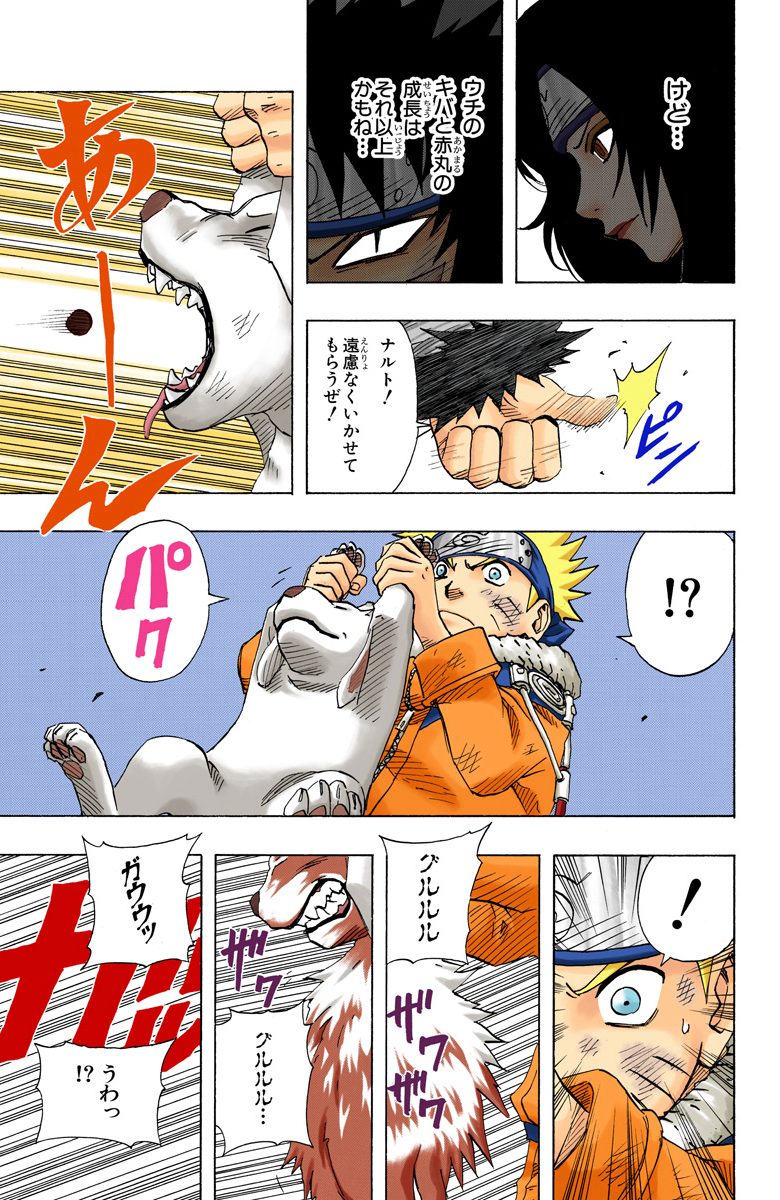 けど…
ウチの
キバと赤丸の
成長は
それ以上
かもね…
ピンッ
ナルト！
遠慮なくいかせて
もらうぜ！
あーん
!?
パク
！
グルルル
ザワ
ザワ
ザワ
グルルル…
ガウウッ
うわっ
!?